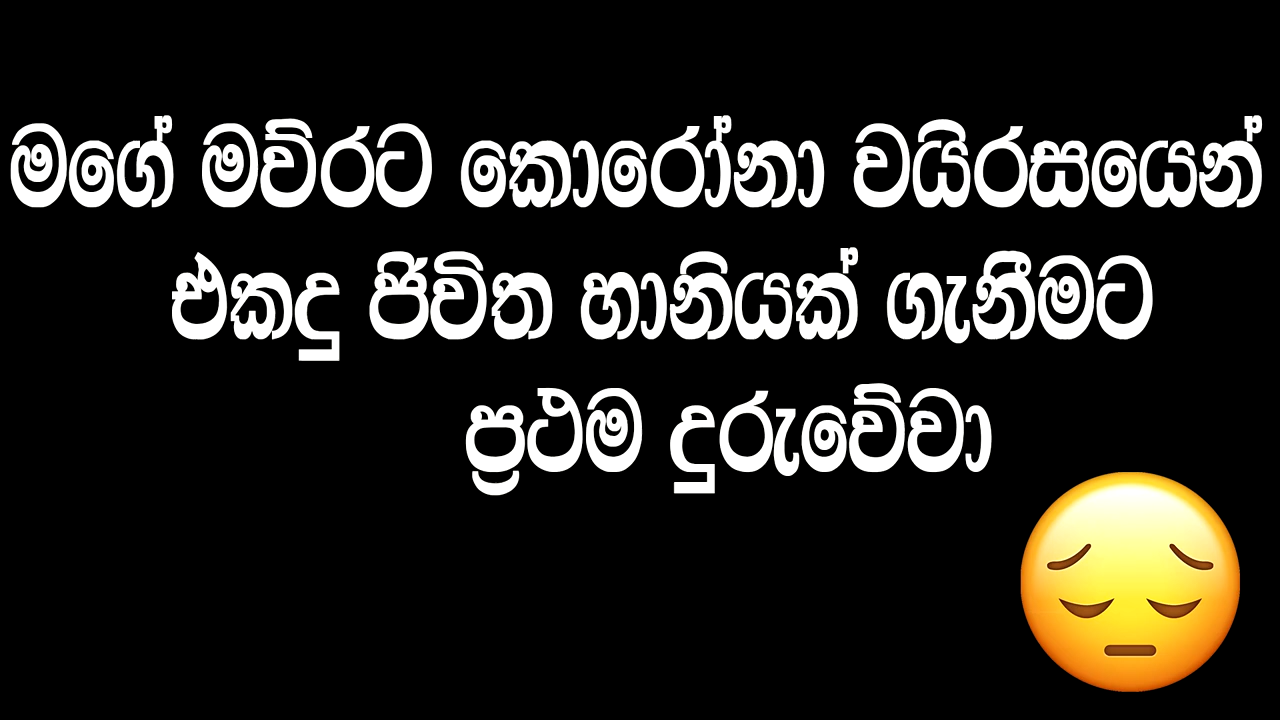 මගේ මව්රට කොරෝනා වයිරසයෙන්
එකදු ජිවිත හානියක් ගැනීමට
ප්‍රථම දුරුවේවා